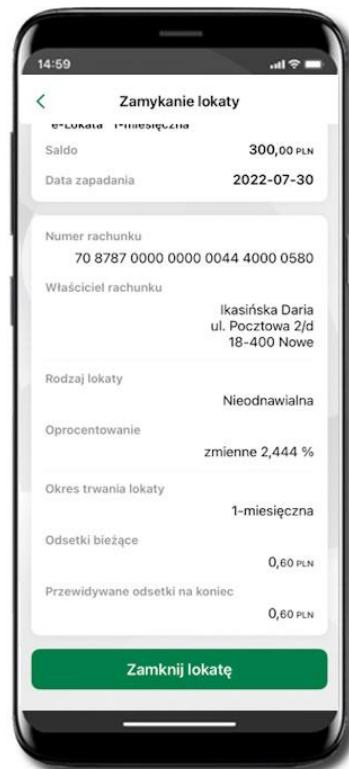 14:59
Zamykanie lokaty
e-Lokata 1-miesięczna
Saldo 300,00 PLN
Data zapadania 2022-07-30
Numer rachunku
70 8787 0000 0000 0044 4000 0580
Właściciel rachunku
Ikasińska Daria
ul. Pocztowa 2/d
18-400 Nowe
Rodzaj lokaty
Nieodnawialna
Oprocentowanie
zmienne 2,444 %
Okres trwania lokaty
1-miesięczna
Odsetki bieżące
0,60 PLN
Przewidywane odsetki na koniec
0,60 PLN
Zamknij lokatę